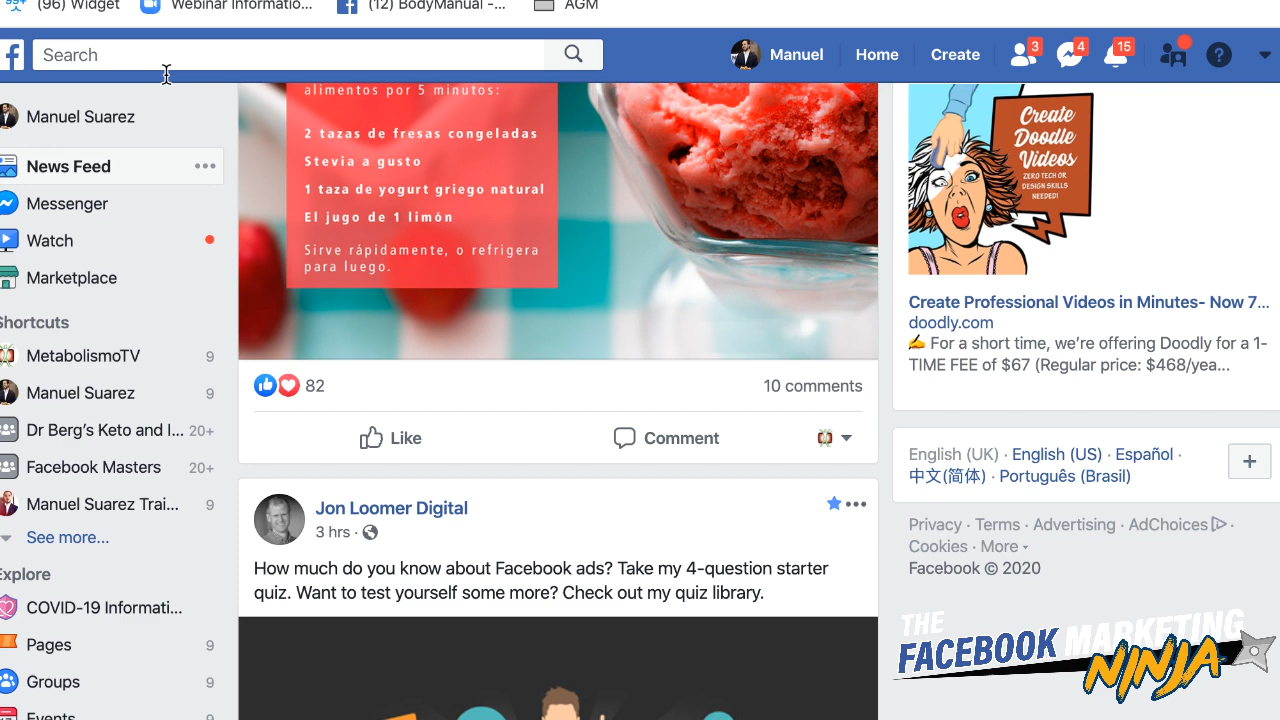 99+
(96) Widget
Webinar Informatio...
(12) BodyManual -...
AGM
Search
Manuel
Home
Create
3
4
15
?
Manuel Suarez
News Feed
Messenger
Watch
Marketplace
Shortcuts
MetabolismoTV 9
Manuel Suarez 9
Dr Berg's Keto and I... 20+
Facebook Masters 20+
Manuel Suarez Trai... 9
See more...
Explore
COVID-19 Informati...
Pages 9
Groups 9
Events 9
alimentos por 5 minutos:
2 tazas de fresas congeladas
Stevia a gusto
1 taza de yogurt griego natural
El jugo de 1 limón
Sirve rápidamente, o refrigera
para luego.
82
10 comments
Like
Comment
Jon Loomer Digital
3 hrs ·
How much do you know about Facebook ads? Take my 4-question starter
quiz. Want to test yourself some more? Check out my quiz library.
Create
Doodle
Videos
ZERO TECH OR
DESIGN SKILLS
NEEDED!
Create Professional Videos in Minutes- Now 7...
doodly.com
✍ For a short time, we're offering Doodly for a 1-
TIME FEE of $67 (Regular price: $468/yea...
English (UK) · English (US) · Español ·
中文(简体) · Português (Brasil)
+
Privacy · Terms · Advertising · AdChoices ·
Cookies · More
Facebook © 2020
THE
FACEBOOK MARKETING
NINJA